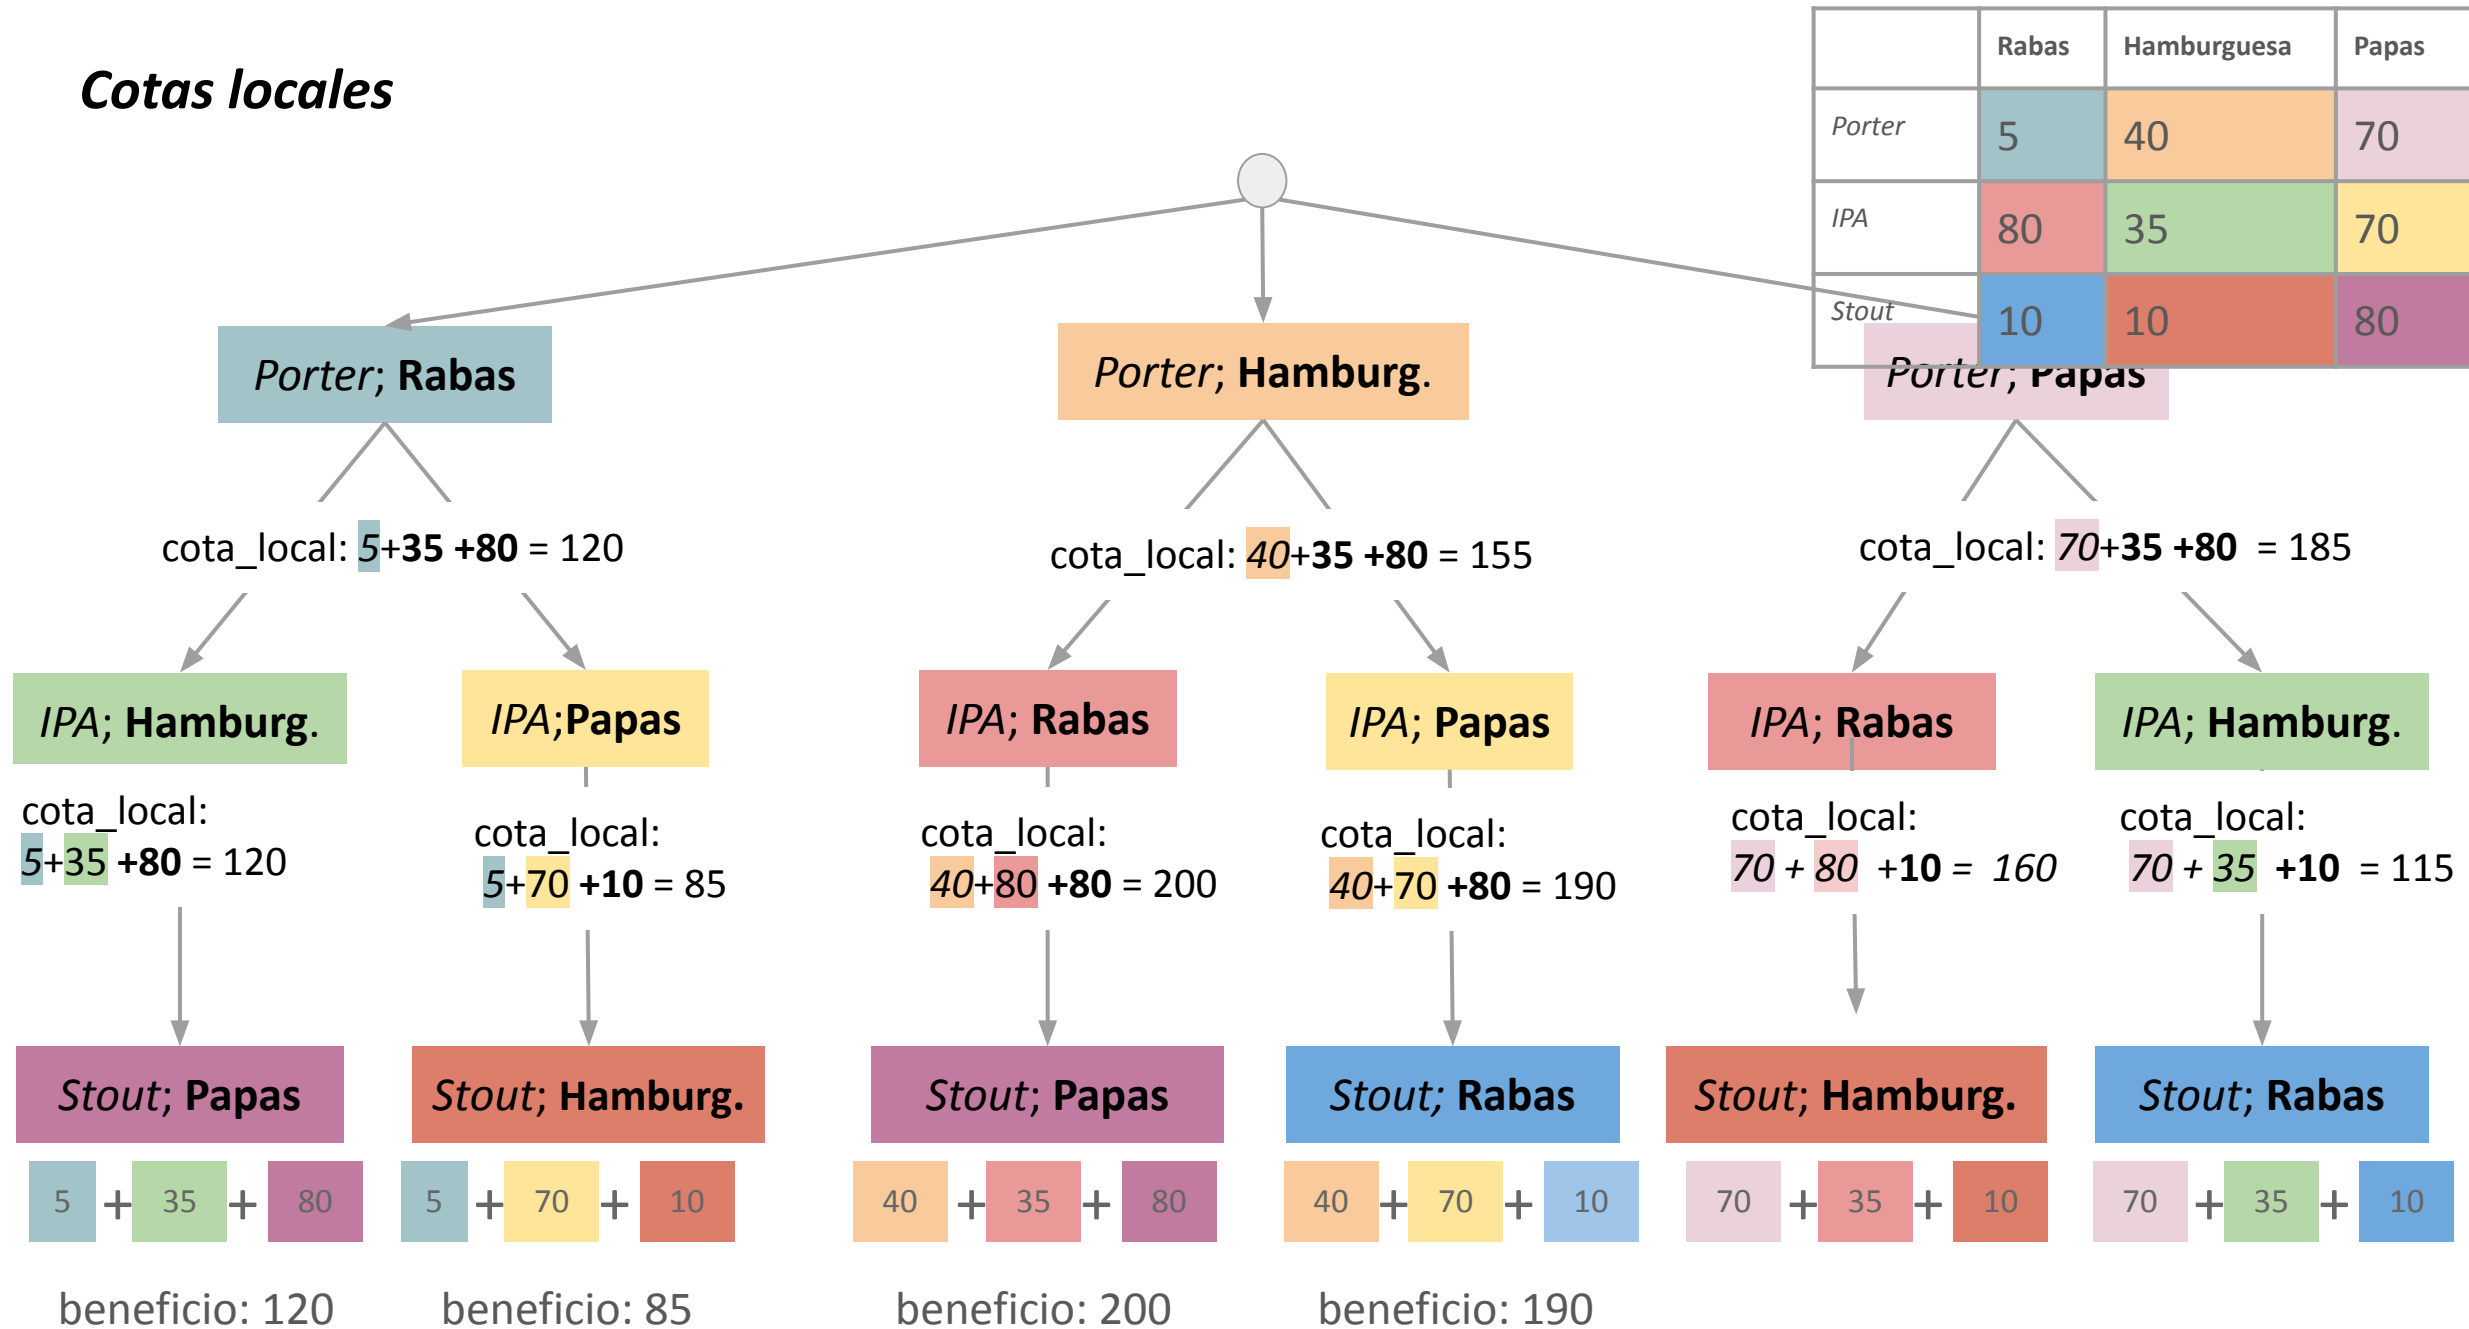 Cotas locales
Rabas Hamburguesa Papas
Porter 5 40 70
IPA 80 35 70
Stout 10 10 80
Porter; Rabas
Porter; Hamburg.
Porter; Papas
cota_local: 5+35 +80 = 120
cota_local: 40+35 +80 = 155
cota_local: 70+35 +80 = 185
IPA; Hamburg.
IPA;Papas
IPA; Rabas
IPA; Papas
IPA; Rabas
IPA; Hamburg.
cota_local:
5+35 +80 = 120
cota_local:
5+70 +10 = 85
cota_local:
40+80 +80 = 200
cota_local:
40+70 +80 = 190
cota_local:
70 + 80 +10 = 160
cota_local:
70 + 35 +10 = 115
Stout; Papas
Stout; Hamburg.
Stout; Papas
Stout; Rabas
Stout; Hamburg.
Stout; Rabas
5 + 35 + 80
5 + 70 + 10
40 + 35 + 80
40 + 70 + 10
70 + 35 + 10
70 + 35 + 10
beneficio: 120
beneficio: 85
beneficio: 200
beneficio: 190